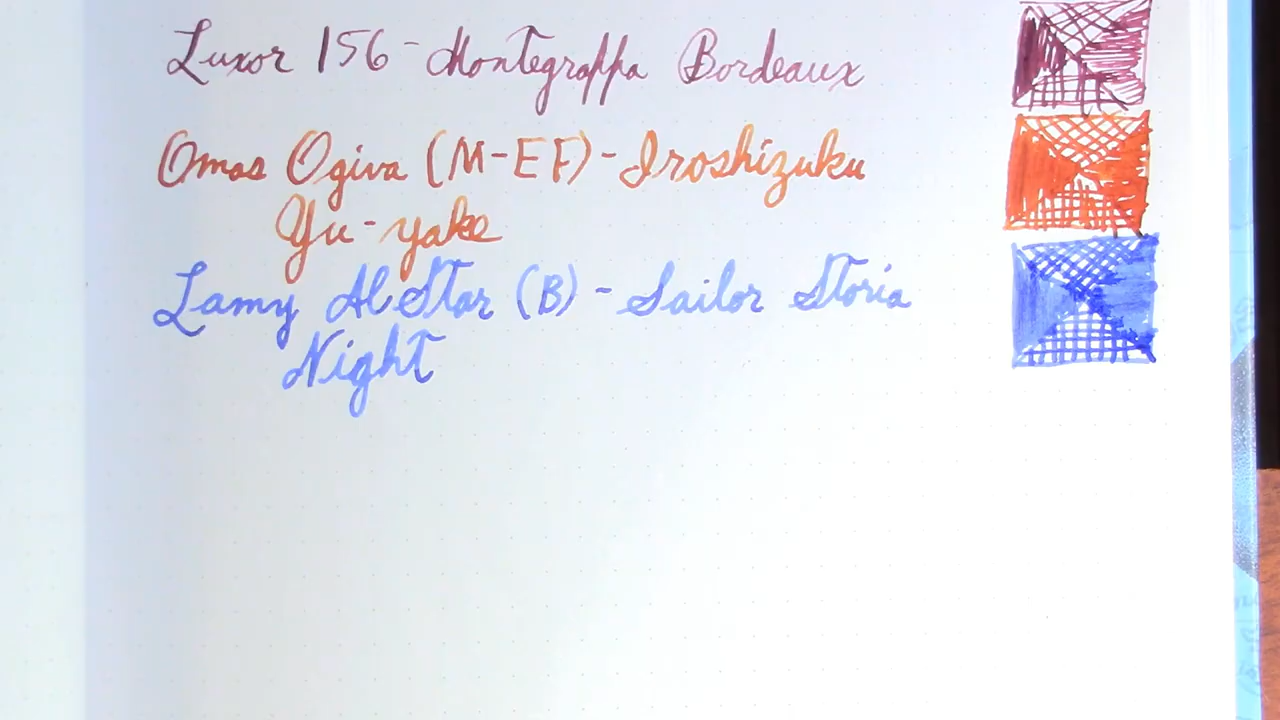 Luxor 156 - Montegrappa Bordeaux
Omas Ogiva (M-EF) - Iroshizuku
Yu-yake
Lamy Al Star (B) - Sailor Storia
Night